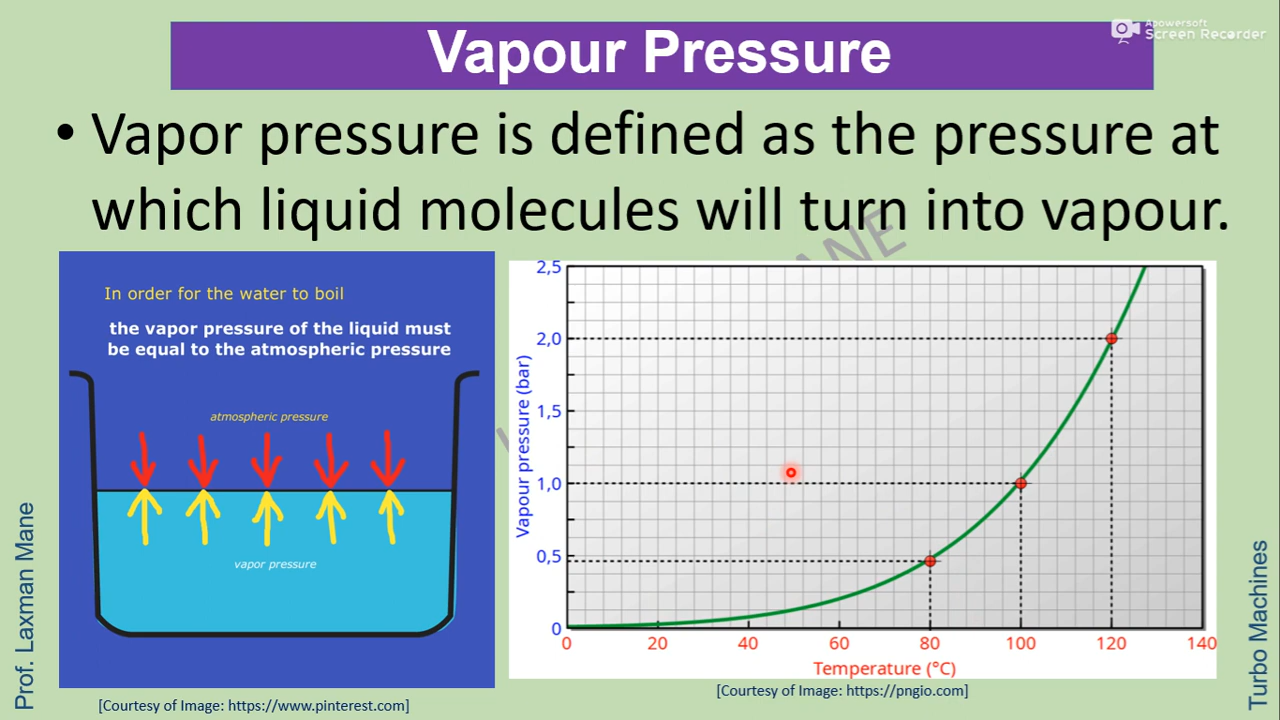 Vapour Pressure
Apowersoft
Screen Recorder
• Vapor pressure is defined as the pressure at
which liquid molecules will turn into vapour.
In order for the water to boil
the vapor pressure of the liquid must
be equal to the atmospheric pressure
atmospheric pressure
vapor pressure
[Courtesy of Image: https://www.pinterest.com]
Vapour pressure (bar)
2,5
2,0
1,5
1,0
0,5
0
0 20 40 60 80 100 120 140
Temperature (°C)
[Courtesy of Image: https://pngio.com]
Prof. Laxman Mane
Turbo Machines